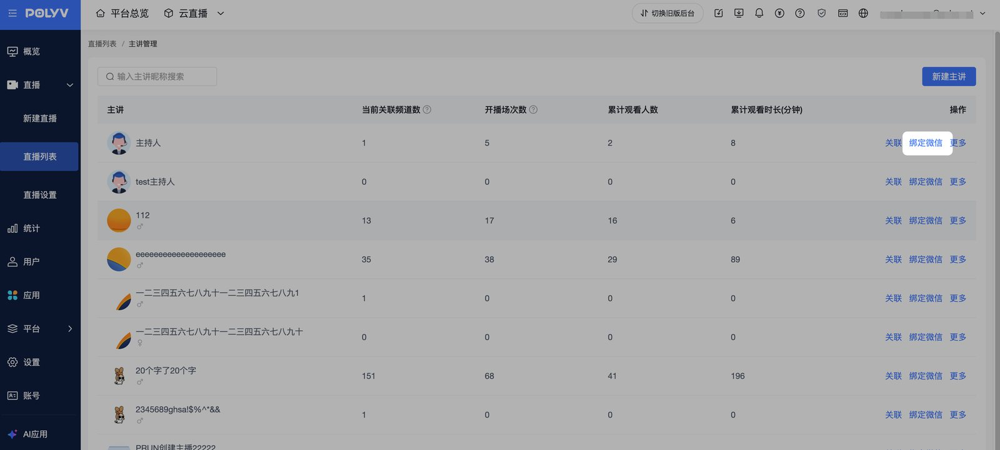 POLYV
平台总览
云直播
切换旧版后台
概览
直播
新建直播
直播列表
直播设置
统计
用户
应用
平台
设置
账号
AI应用
直播列表 / 主讲管理
输入主讲昵称搜索
新建主讲
主讲 当前关联频道数 开播场次数 累计观看人数 累计观看时长(分钟) 操作
主持人 1 5 2 8 关联 绑定微信 更多
test主持人 0 0 0 0 关联 绑定微信 更多
112 13 17 16 6 关联 绑定微信 更多
eeeeeeeeeeeeeeeeeeee 35 38 29 89 关联 绑定微信 更多
一二三四五六七八九十一二三四五六七八九1 1 0 0 0 关联 绑定微信 更多
一二三四五六七八九十一二三四五六七八九十 0 0 0 0 关联 绑定微信 更多
20个字了20个字 151 68 41 196 关联 绑定微信 更多
2345689ghsa!$%^*&& 1 0 0 0 关联 绑定微信 更多
PRUN创建主播22222